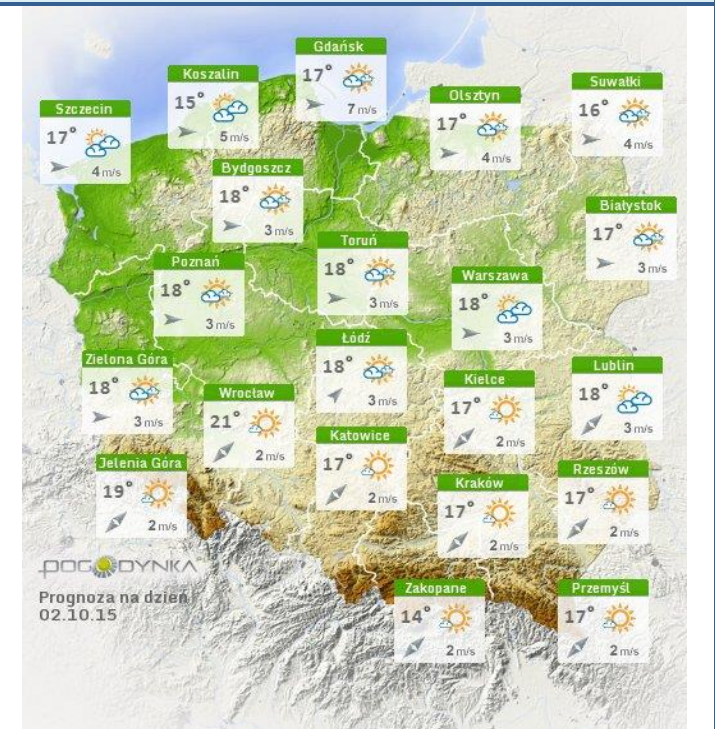 Gdańsk
17°
7 m/s
Koszalin
15°
5 m/s
Suwałki
16°
4 m/s
Olsztyn
17°
4 m/s
Szczecin
17°
4 m/s
Bydgoszcz
18°
3 m/s
Białystok
17°
3 m/s
Toruń
18°
3 m/s
Poznań
18°
3 m/s
Warszawa
18°
3 m/s
Łódź
18°
3 m/s
Zielona Góra
18°
3 m/s
Lublin
18°
3 m/s
Kielce
17°
2 m/s
Wrocław
21°
2 m/s
Katowice
17°
2 m/s
Jelenia Góra
19°
2 m/s
Rzeszów
17°
2 m/s
Kraków
17°
2 m/s
POGODYNKA
Prognoza na dzień
02.10.15
Zakopane
14°
2 m/s
Przemyśl
17°
2 m/s